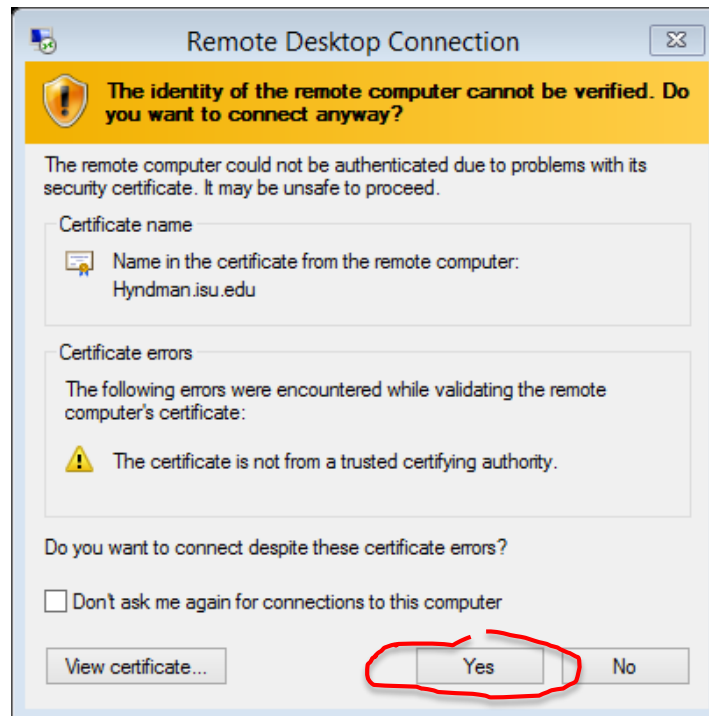 Remote Desktop Connection
The identity of the remote computer cannot be verified. Do
you want to connect anyway?
The remote computer could not be authenticated due to problems with its
security certificate. It may be unsafe to proceed.
Certificate name
Name in the certificate from the remote computer:
Hyndman.isu.edu
Certificate errors
The following errors were encountered while validating the remote
computer's certificate:
The certificate is not from a trusted certifying authority.
Do you want to connect despite these certificate errors?
Don't ask me again for connections to this computer
View certificate... Yes No